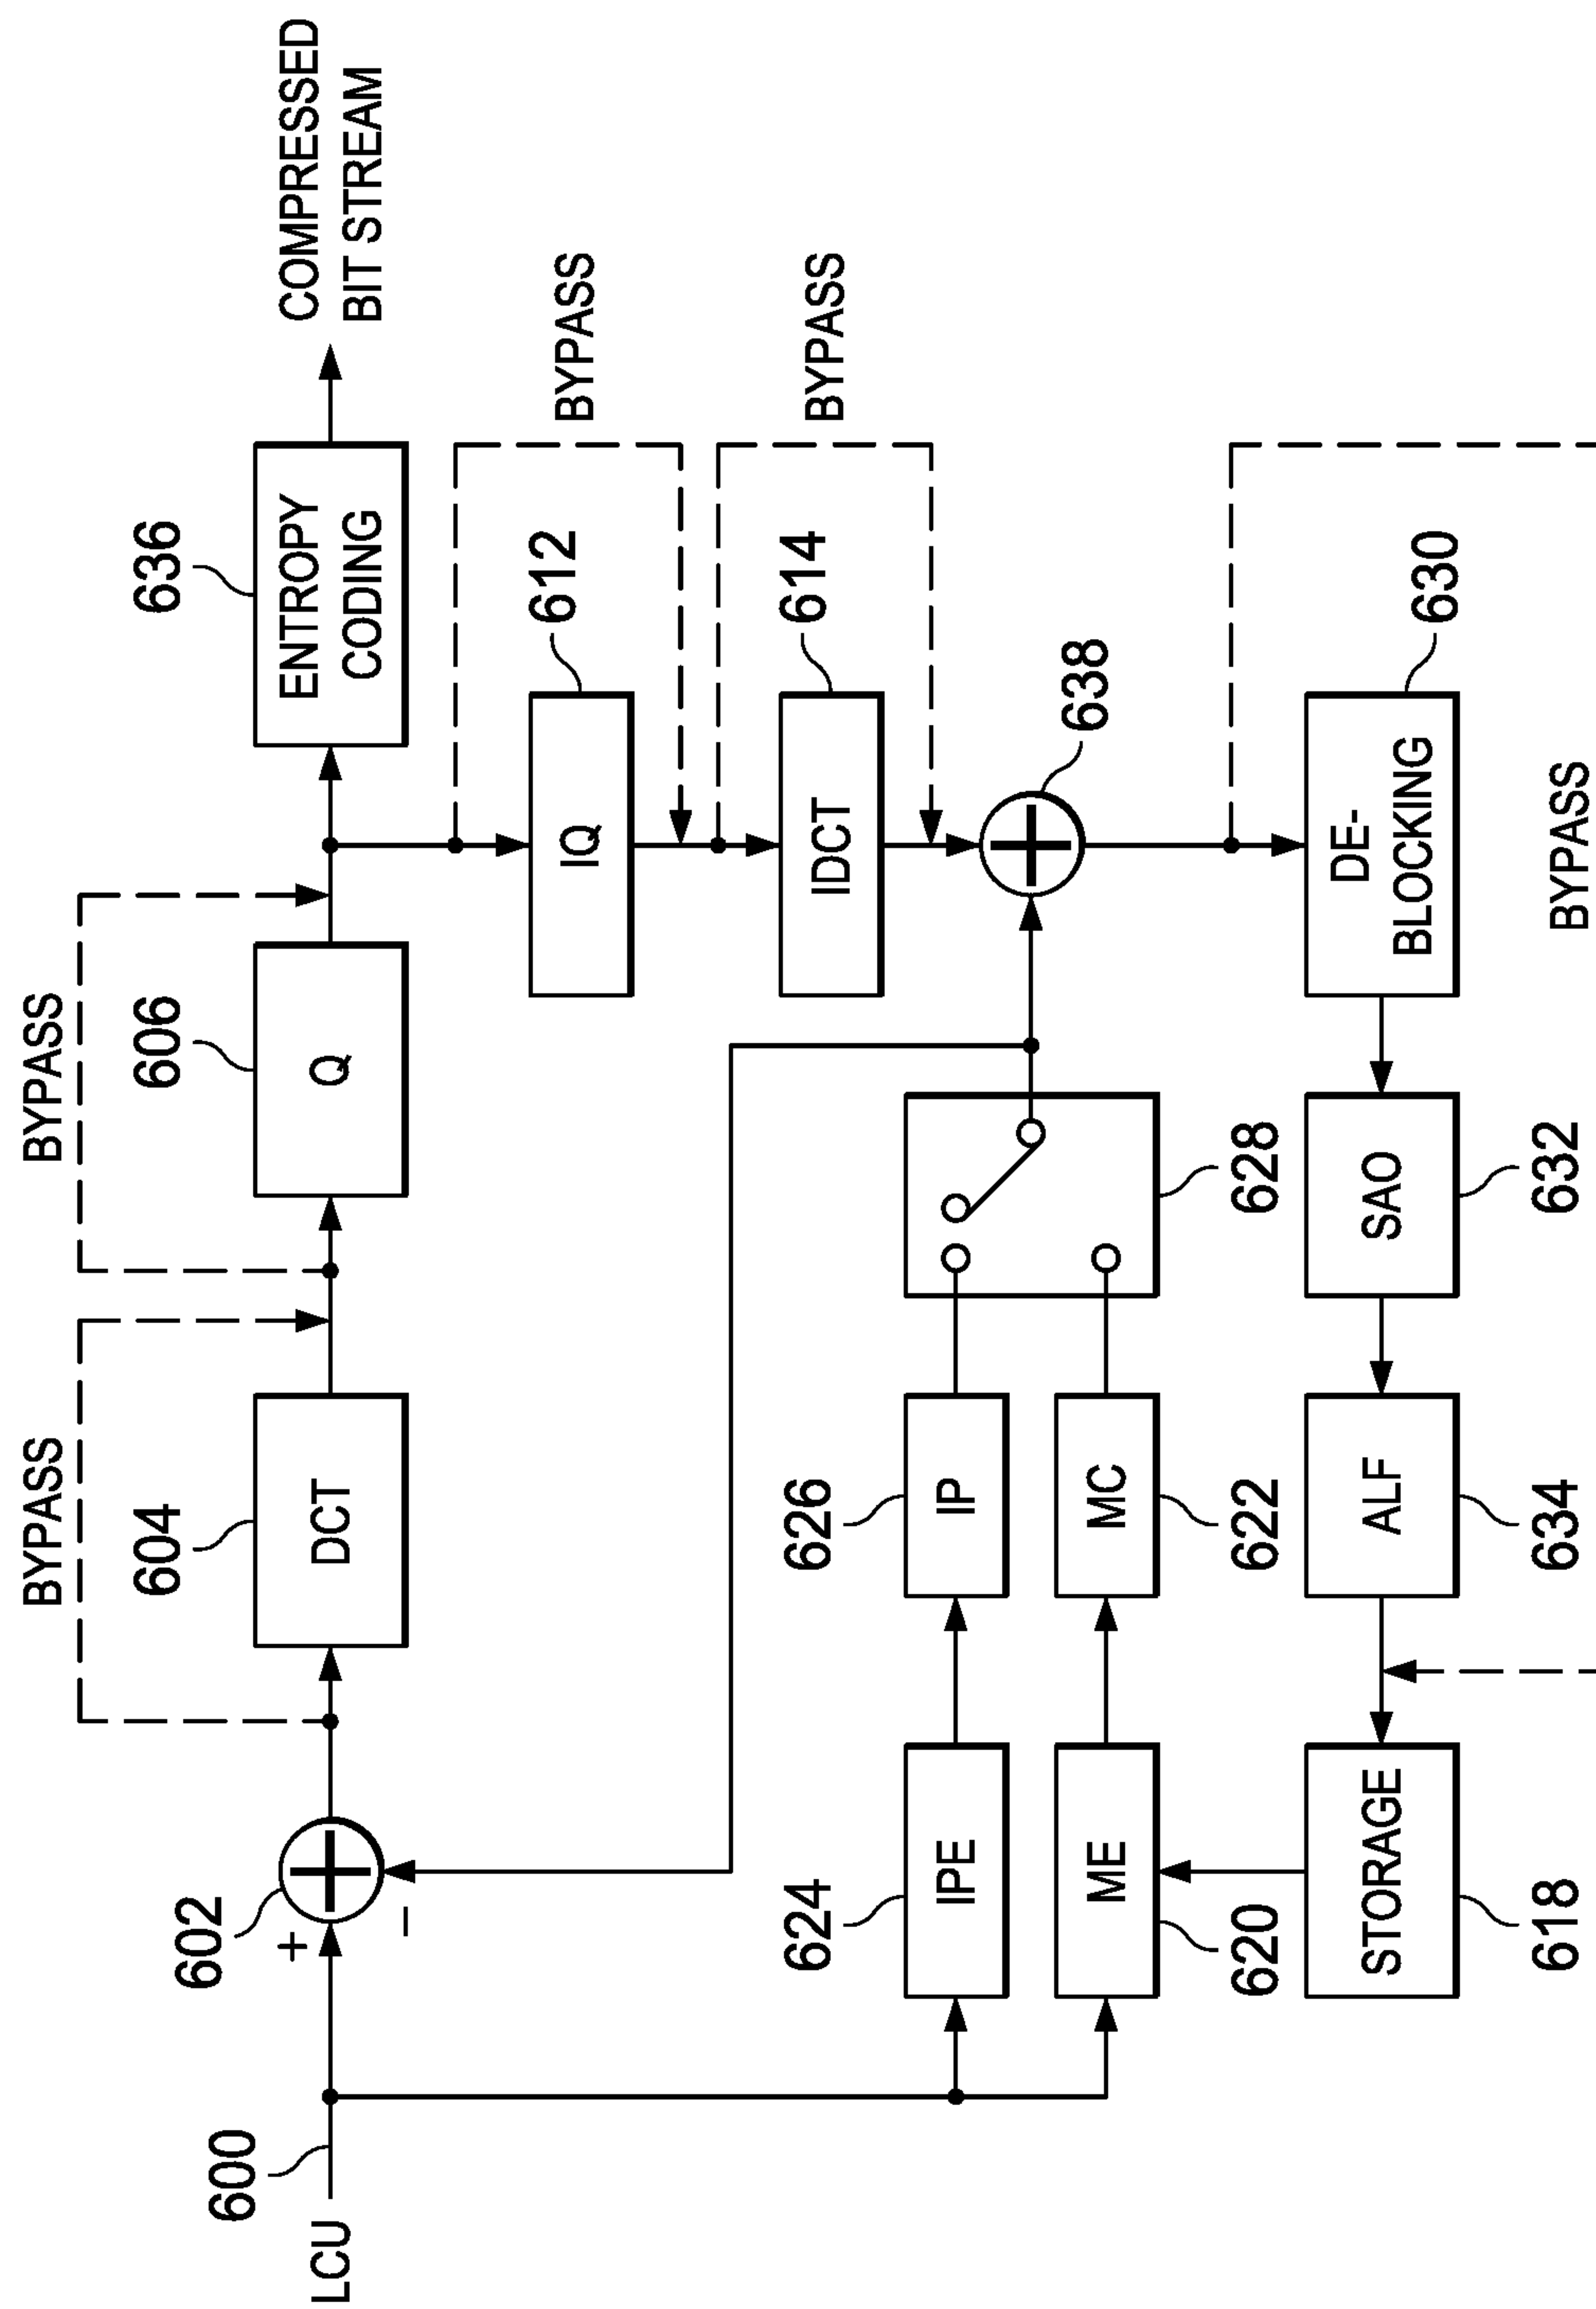 BYPASS
BYPASS
604
606
636
602
DCT
Q
ENTROPY
CODING
COMPRESSED
BIT STREAM
600
LCU
+
−
612
IQ
BYPASS
614
IDCT
BYPASS
624
626
IPE
IP
628
638
ME
MC
620
622
STORAGE
ALF
SAO
DE-
BLOCKING
630
618
634
632
BYPASS